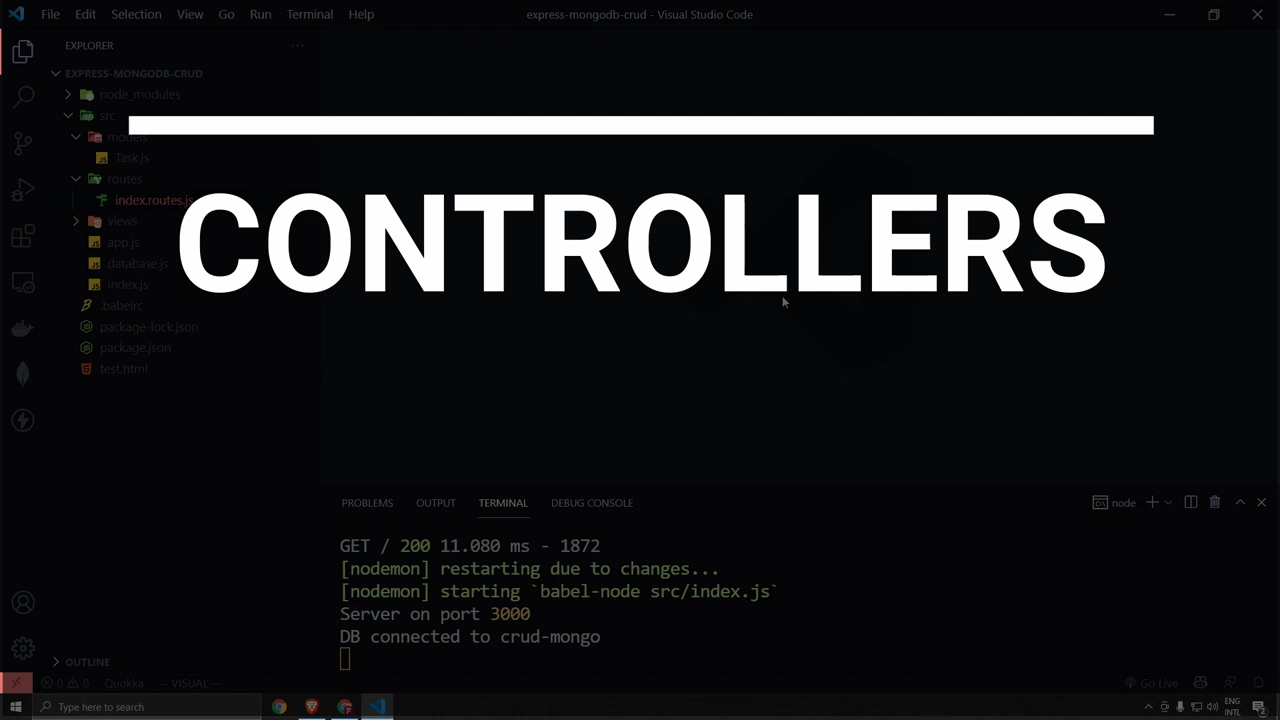 File Edit Selection View Go Run Terminal Help
express-mongodb-crud - Visual Studio Code
EXPLORER
EXPRESS-MONGODB-CRUD
node_modules
src
models
Task.js
routes
index.routes.js
views
app.js
database.js
index.js
.babelrc
package-lock.json
package.json
test.html
OUTLINE
CONTROLLERS
PROBLEMS OUTPUT TERMINAL DEBUG CONSOLE
node
GET / 200 11.080 ms - 1872
[nodemon] restarting due to changes...
[nodemon] starting `babel-node src/index.js`
Server on port 3000
DB connected to crud-mongo
0 0 Quokka -- VISUAL --
Go Live
Type here to search
ENG
INTL
2